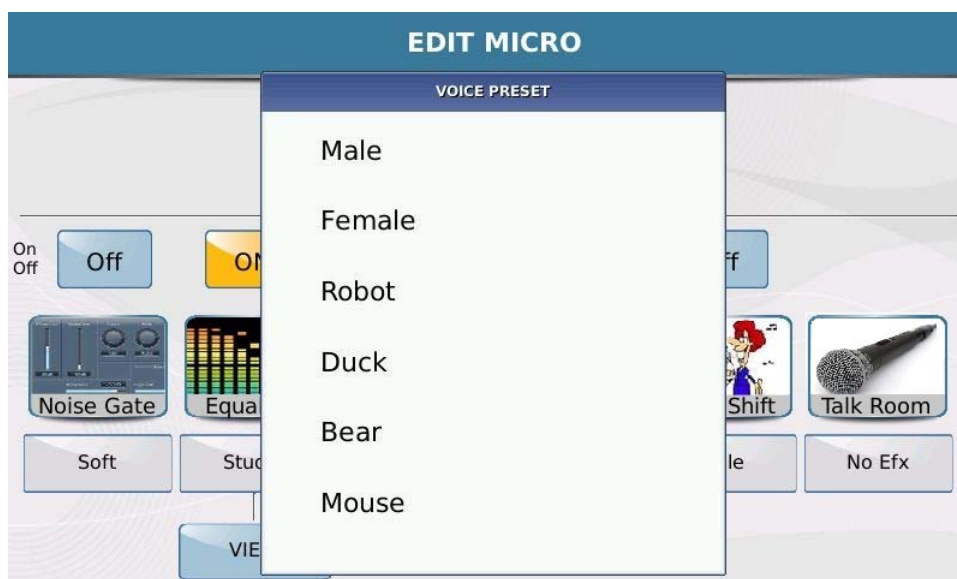 EDIT MICRO
VOICE PRESET
Male
Female
Robot
Duck
Bear
Mouse
On
Off
Off
Noise Gate
Shift
Talk Room
Soft
No Efx